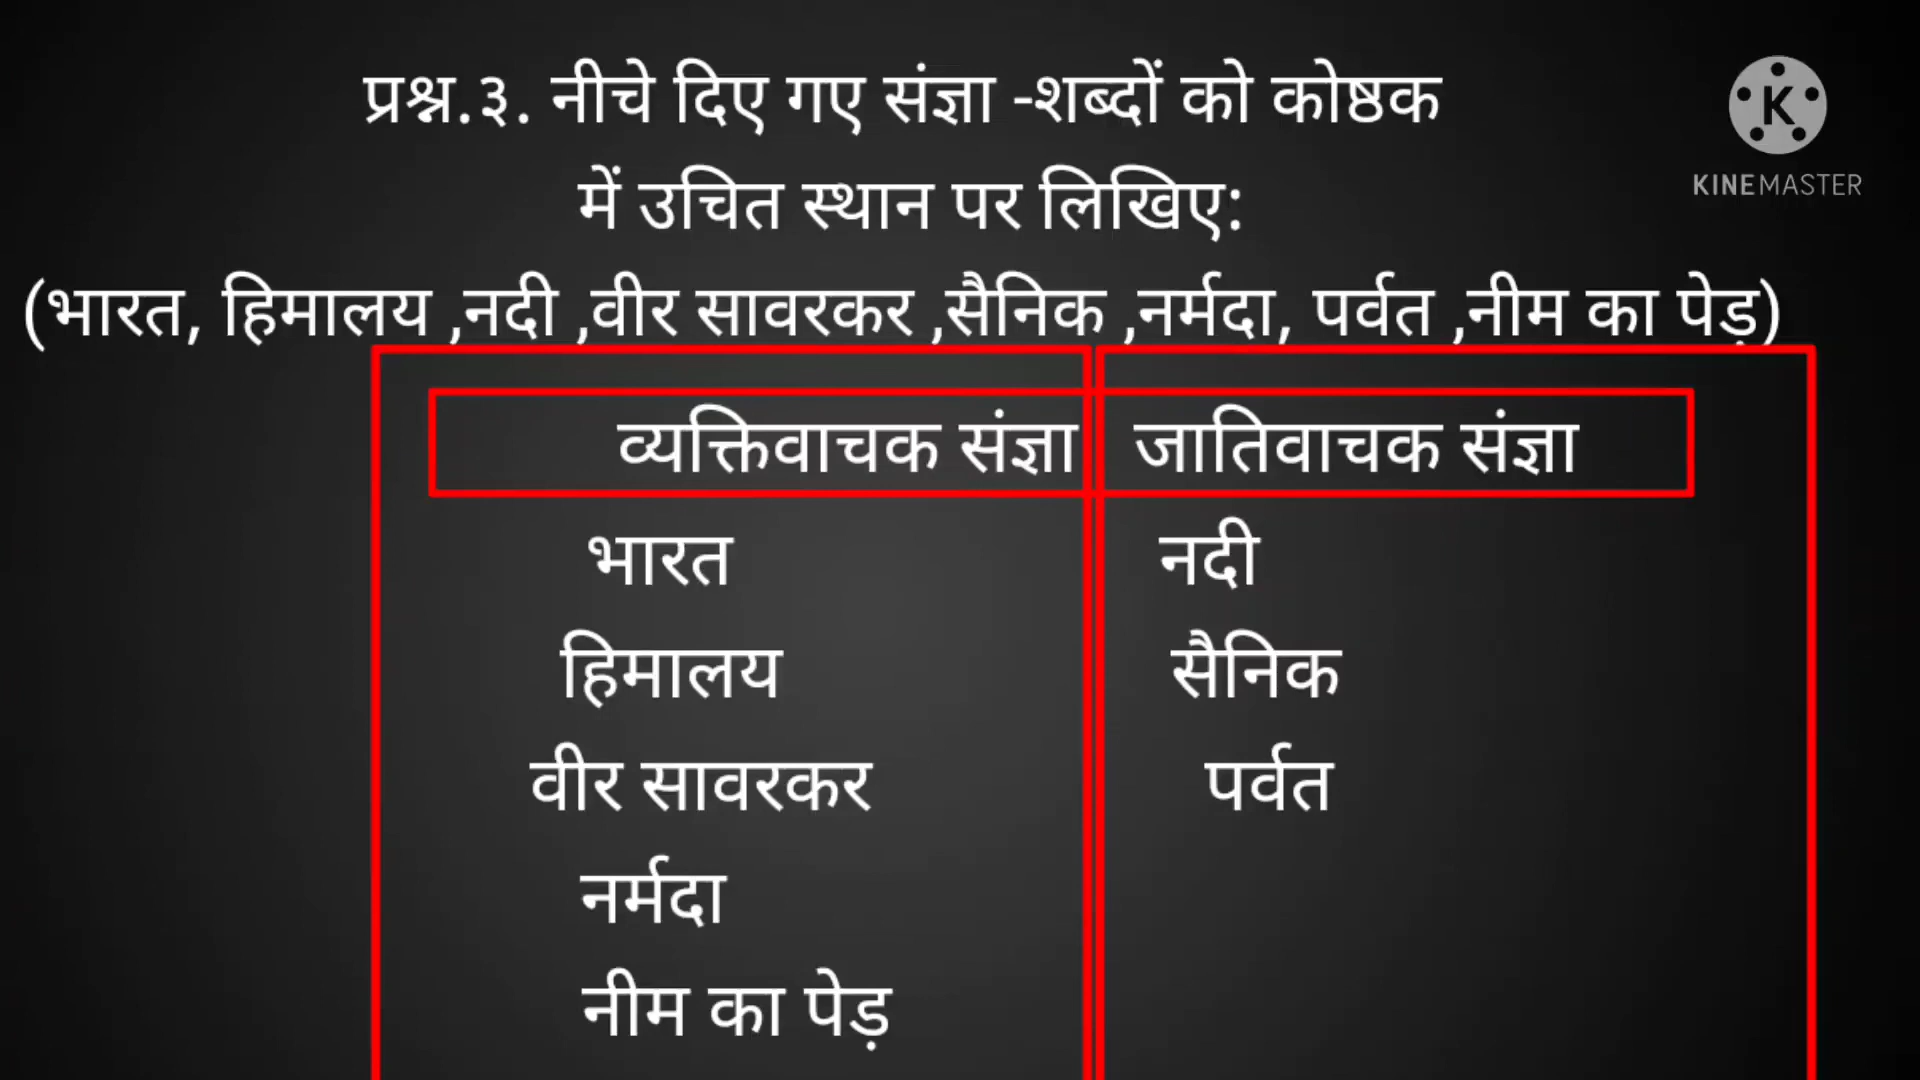 प्रश्न.३. नीचे दिए गए संज्ञा -शब्दों को कोष्ठक
KINEMASTER
में उचित स्थान पर लिखिए:
(भारत, हिमालय ,नदी ,वीर सावरकर ,सैनिक ,नर्मदा, पर्वत ,नीम का पेड़)
व्यक्तिवाचक संज्ञा जातिवाचक संज्ञा
भारत नदी
हिमालय सैनिक
वीर सावरकर पर्वत
नर्मदा
नीम का पेड़